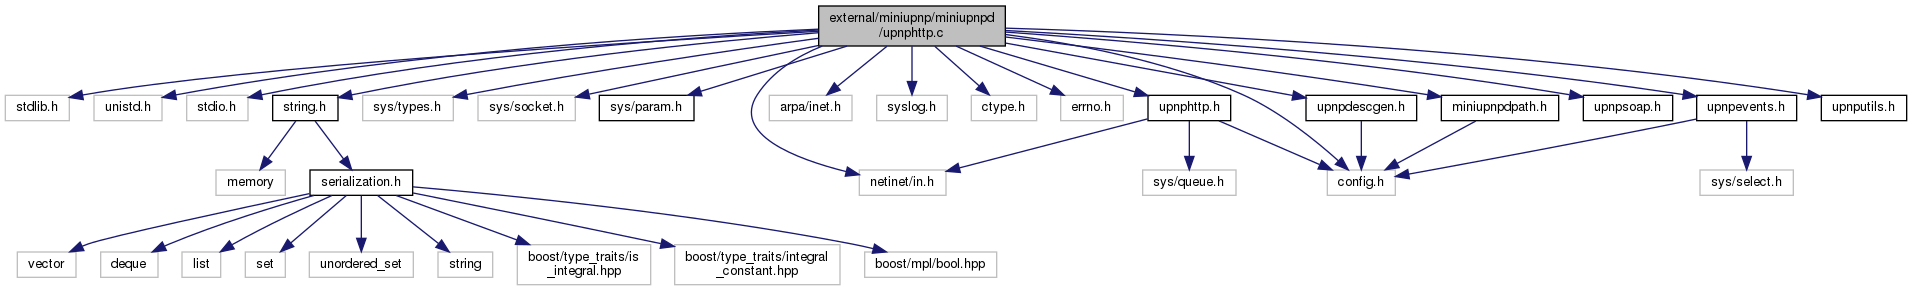 external/miniupnp/miniupnpd
/upnphttp.c
stdlib.h
unistd.h
stdio.h
string.h
sys/types.h
sys/socket.h
sys/param.h
arpa/inet.h
syslog.h
ctype.h
errno.h
upnphttp.h
upnpdescgen.h
miniupnpdpath.h
upnpsoap.h
upnpevents.h
upnputils.h
memory
serialization.h
netinet/in.h
sys/queue.h
config.h
sys/select.h
vector
deque
list
set
unordered_set
string
boost/type_traits/is
_integral.hpp
boost/type_traits/integral
_constant.hpp
boost/mpl/bool.hpp